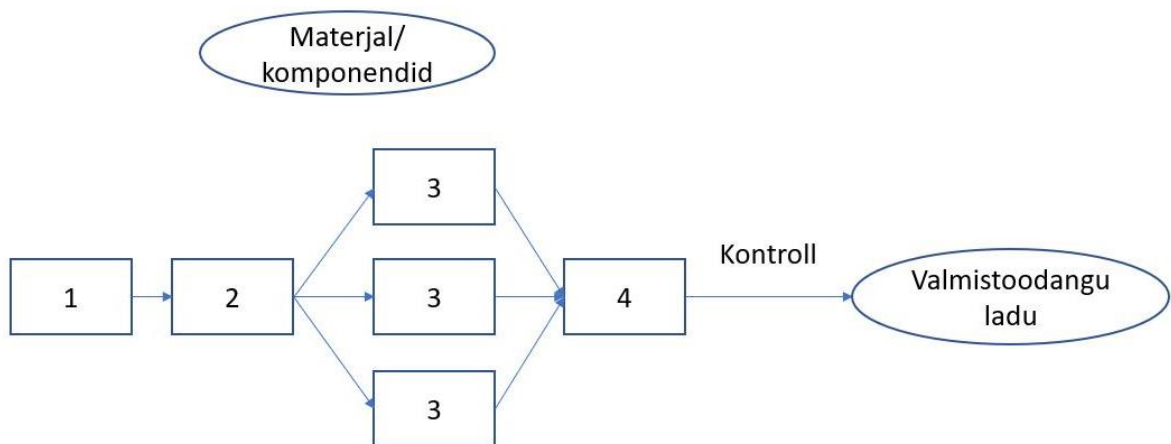 Materjal/
komponendid
3
1
2
3
4
Kontroll
Valmistoodangu
ladu
3